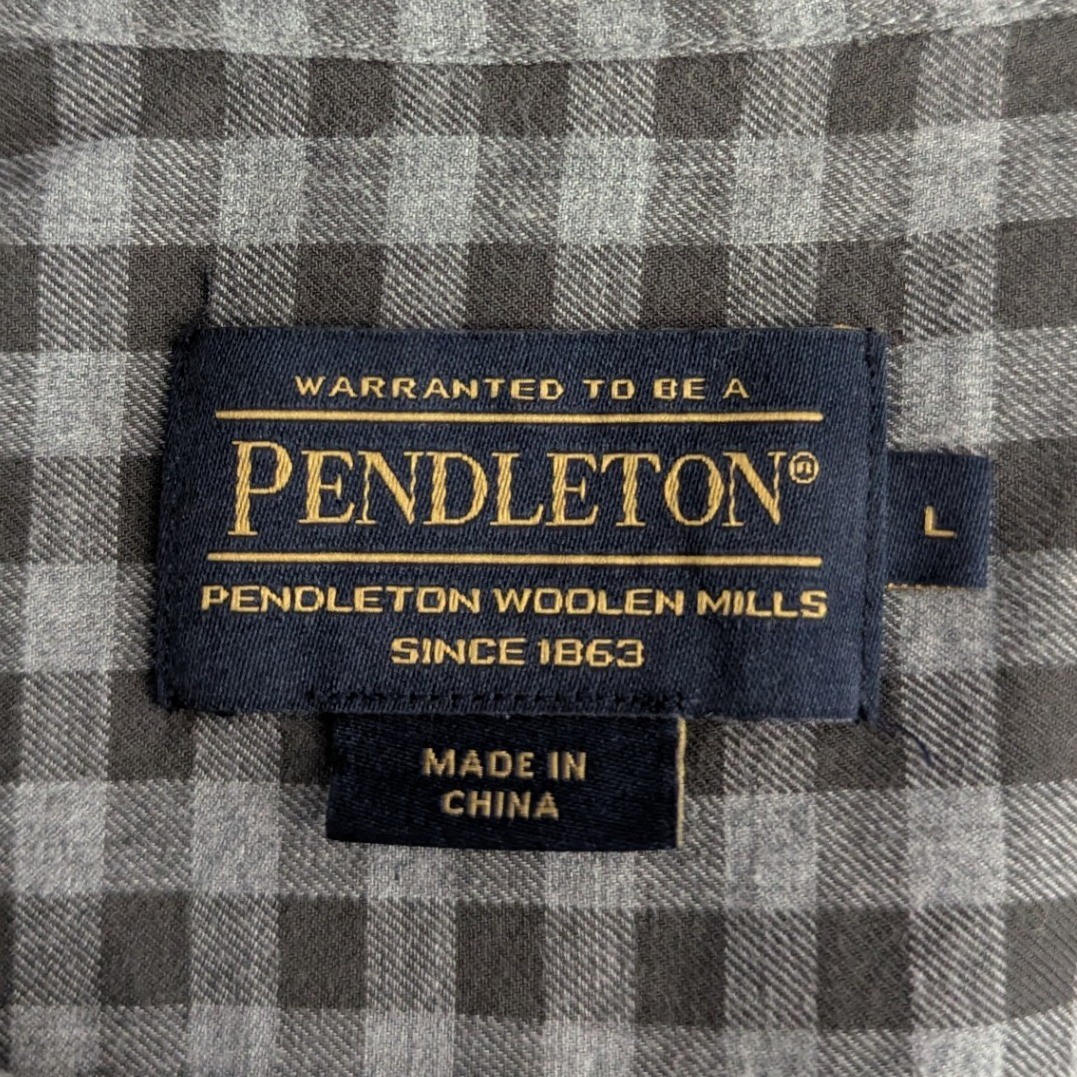 WARRANTED TO BE A
PENDLETON®
L
PENDLETON WOOLEN MILLS
SINCE 1863
MADE IN
CHINA